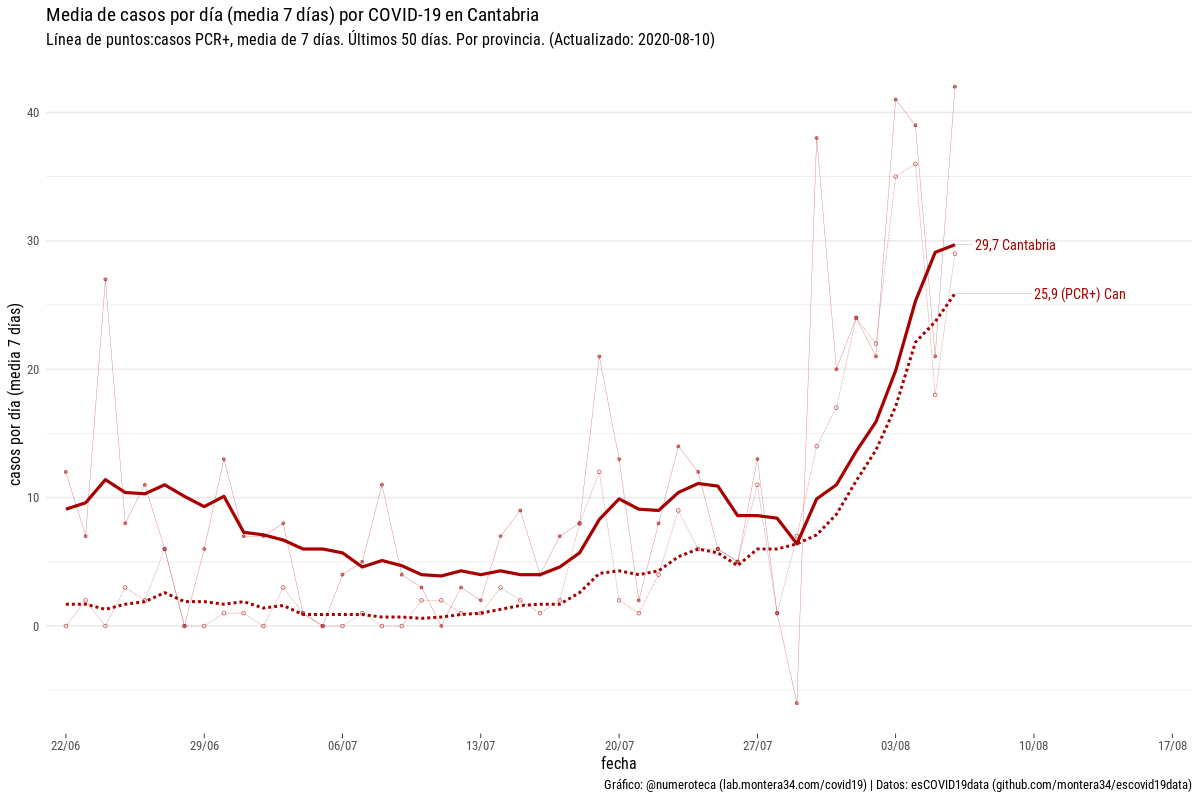 Media de casos por día (media 7 días) por COVID-19 en Cantabria
Línea de puntos:casos PCR+, media de 7 días. Últimos 50 días. Por provincia. (Actualizado: 2020-08-10)
casos por día (media 7 días)
40
30
20
10
0
29,7 Cantabria
25,9 (PCR+) Can
22/06
29/06
06/07
13/07
20/07
27/07
03/08
10/08
17/08
fecha
Gráfico: @numeroteca (lab.montera34.com/covid19) | Datos: esCOVID19data (github.com/montera34/escovid19data)